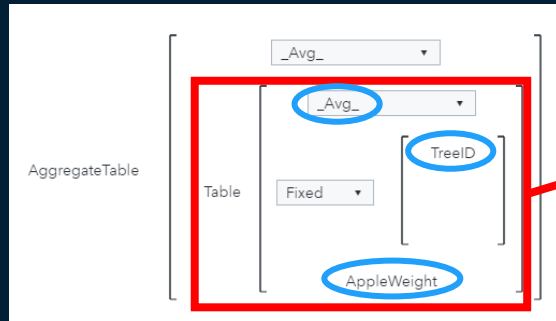 _Avg_
_Avg_
TreeID
AggregateTable
Table
Fixed
AppleWeight